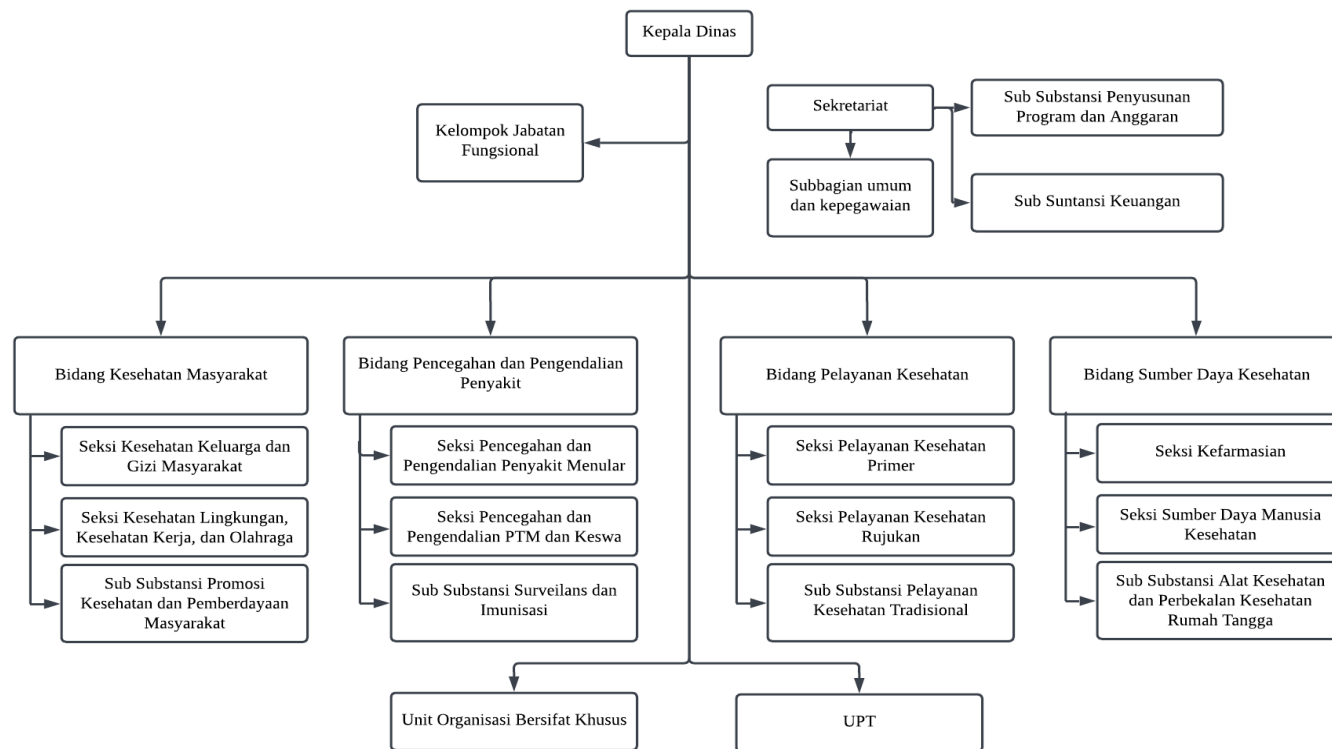 Kepala Dinas
Kelompok Jabatan
Fungsional
Sekretariat
Sub Substansi Penyusunan
Program dan Anggaran
Subbagian umum
dan kepegawaian
Sub Suntansi Keuangan
Bidang Kesehatan Masyarakat
Seksi Kesehatan Keluarga dan
Gizi Masyarakat
Seksi Kesehatan Lingkungan,
Kesehatan Kerja, dan Olahraga
Sub Substansi Promosi
Kesehatan dan Pemberdayaan
Masyarakat
Bidang Pencegahan dan Pengendalian
Penyakit
Seksi Pencegahan dan
Pengendalian Penyakit Menular
Seksi Pencegahan dan
Pengendalian PTM dan Keswa
Sub Substansi Surveilans dan
Imunisasi
Bidang Pelayanan Kesehatan
Seksi Pelayanan Kesehatan
Primer
Seksi Pelayanan Kesehatan
Rujukan
Sub Substansi Pelayanan
Kesehatan Tradisional
Bidang Sumber Daya Kesehatan
Seksi Kefarmasian
Seksi Sumber Daya Manusia
Kesehatan
Sub Substansi Alat Kesehatan
dan Perbekalan Kesehatan
Rumah Tangga
Unit Organisasi Bersifat Khusus
UPT